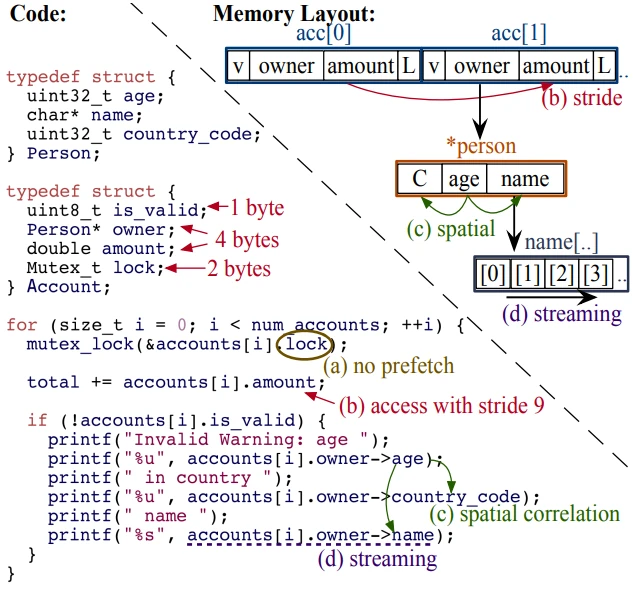 Code:
Memory Layout:
acc[0]
acc[1]
v owner amount L v owner amount L ..
(b) stride
*person
C age name
(c) spatial
name[..]
[0] [1] [2] [3] ..
(d) streaming
typedef struct {
uint32_t age;
char* name;
uint32_t country_code;
} Person;
typedef struct {
uint8_t is_valid; 1 byte
Person* owner;
4 bytes
double amount;
Mutex_t lock; 2 bytes
} Account;
for (size_t i = 0; i < num_accounts; ++i) {
mutex_lock(&accounts[i].lock);
(a) no prefetch
total += accounts[i].amount;
(b) access with stride 9
if (!accounts[i].is_valid) {
printf("Invalid Warning: age ");
printf("%u", accounts[i].owner->age);
printf(" in country ");
printf("%u", accounts[i].owner->country_code);
printf(" name ");
(c) spatial correlation
printf("%s", accounts[i].owner->name);
(d) streaming
}
}